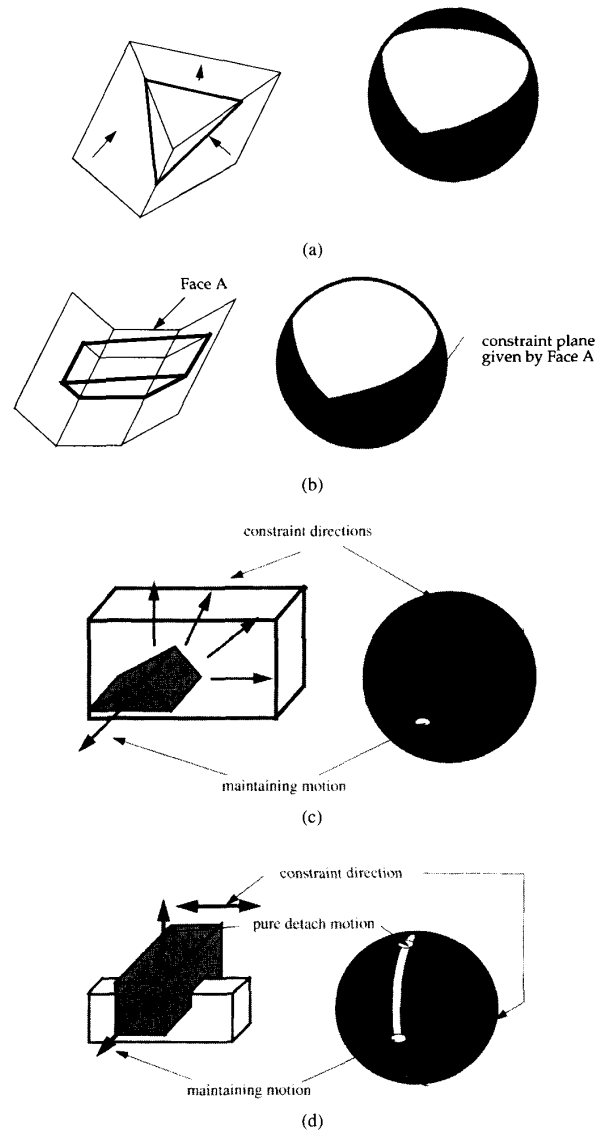 (a)
Face A
constraint plane
given by Face A
(b)
constraint directions
maintaining motion
(c)
constraint direction
pure detach motion
maintaining motion
(d)